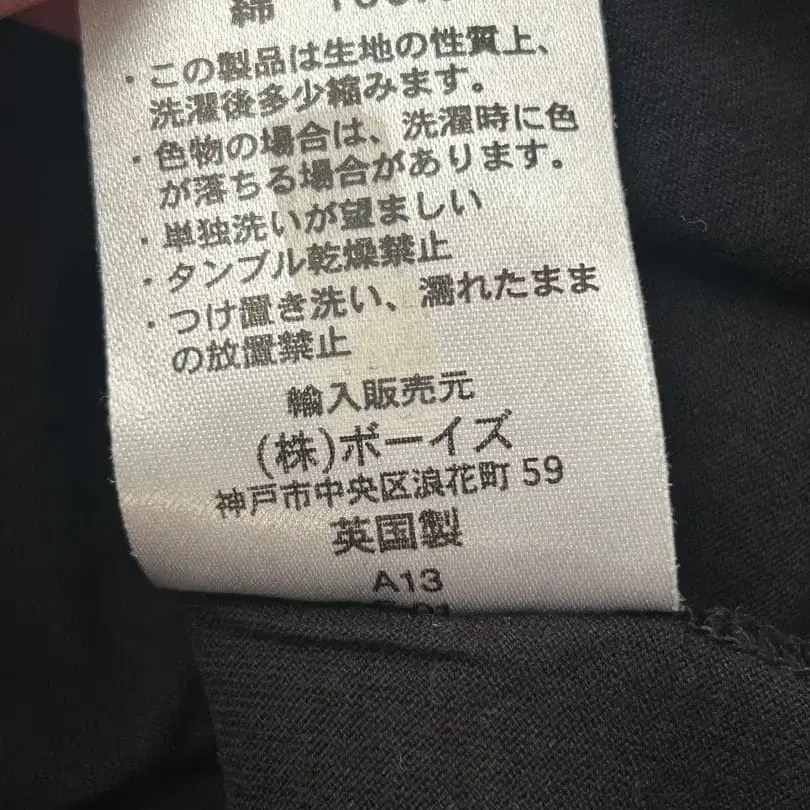 綿 100%
・この製品は生地の性質上、
洗濯後多少縮みます。
・色物の場合は、洗濯時に色
が落ちる場合があります。
・単独洗いが望ましい
・タンブル乾燥禁止
・つけ置き洗い、濡れたまま
の放置禁止
輸入販売元
(株)ボーイズ
神戸市中央区浪花町 59
英国製
A13